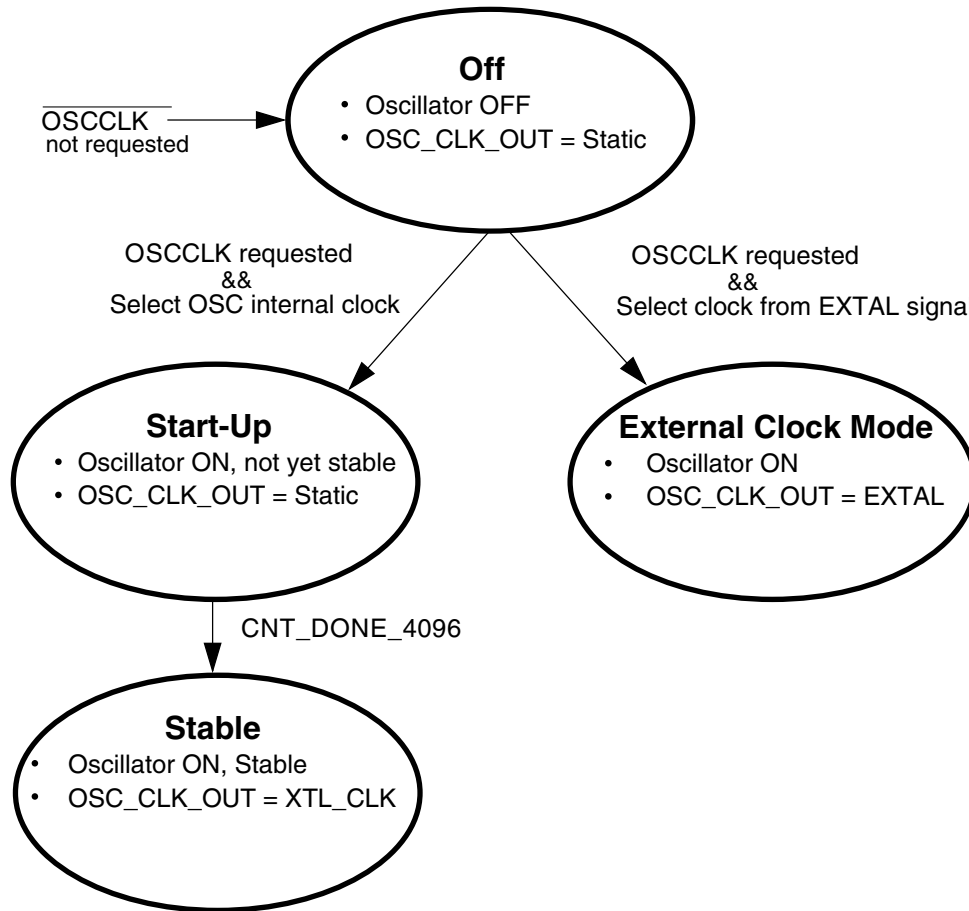 Off
• Oscillator OFF
• OSC_CLK_OUT = Static
OSCCLK
not requested
OSCCLK requested
&&
Select OSC internal clock
OSCCLK requested
&&
Select clock from EXTAL signa
Start-Up
• Oscillator ON, not yet stable
• OSC_CLK_OUT = Static
External Clock Mode
• Oscillator ON
• OSC_CLK_OUT = EXTAL
CNT_DONE_4096
Stable
• Oscillator ON, Stable
• OSC_CLK_OUT = XTL_CLK